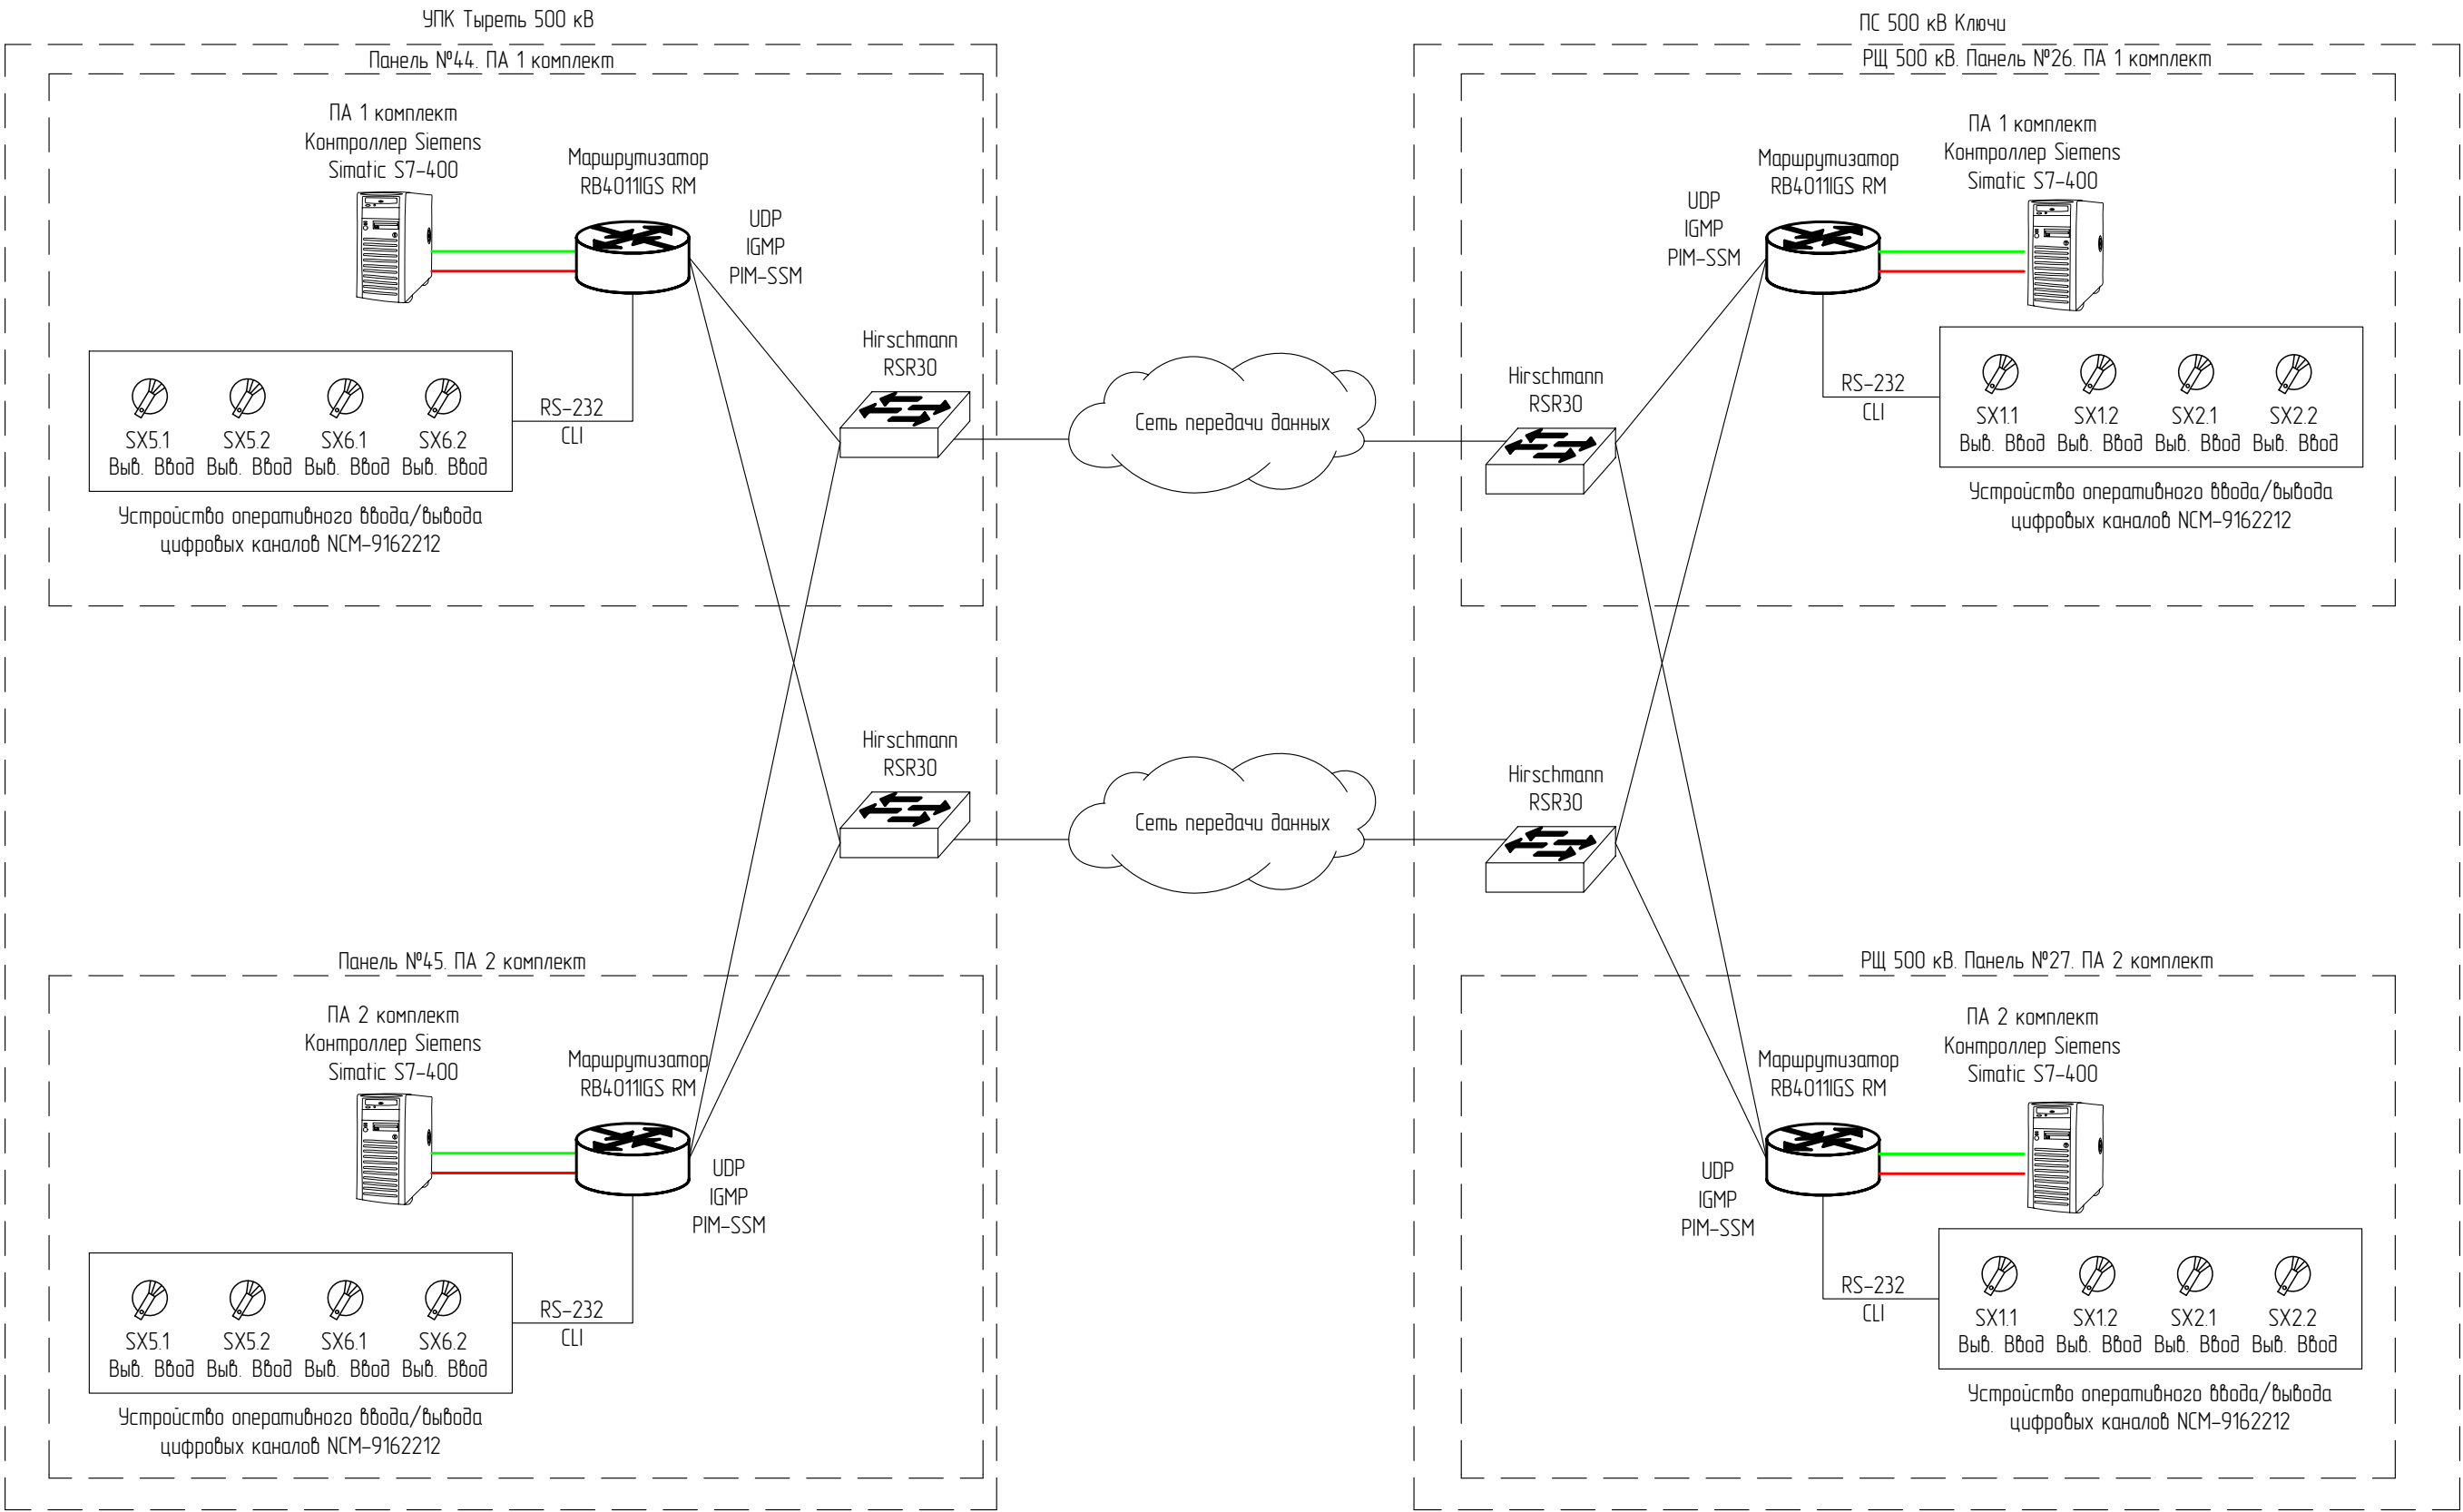 УПК Тыреть 500 кВ
Панель №44. ПА 1 комплект
ПА 1 комплект
Контроллер Siemens
Simatic S7-400
Маршрутизатор
RB4011IGS RM
UDP
IGMP
PIM-SSM
Hirschmann
RSR30
RS-232
CLI
SX5.1 SX5.2 SX6.1 SX6.2
Выв. Ввод Выв. Ввод Выв. Ввод Выв. Ввод
Устройство оперативного ввода/вывода
цифровых каналов NCM-9162212
Hirschmann
RSR30
Панель №45. ПА 2 комплект
ПА 2 комплект
Контроллер Siemens
Simatic S7-400
Маршрутизатор
RB4011IGS RM
UDP
IGMP
PIM-SSM
RS-232
CLI
SX5.1 SX5.2 SX6.1 SX6.2
Выв. Ввод Выв. Ввод Выв. Ввод Выв. Ввод
Устройство оперативного ввода/вывода
цифровых каналов NCM-9162212
Сеть передачи данных
Сеть передачи данных
ПС 500 кВ Ключи
РЩ 500 кВ. Панель №26. ПА 1 комплект
ПА 1 комплект
Контроллер Siemens
Simatic S7-400
Маршрутизатор
RB4011IGS RM
UDP
IGMP
PIM-SSM
Hirschmann
RSR30
RS-232
CLI
SX1.1 SX1.2 SX2.1 SX2.2
Выв. Ввод Выв. Ввод Выв. Ввод Выв. Ввод
Устройство оперативного ввода/вывода
цифровых каналов NCM-9162212
Hirschmann
RSR30
РЩ 500 кВ. Панель №27. ПА 2 комплект
ПА 2 комплект
Контроллер Siemens
Simatic S7-400
Маршрутизатор
RB4011IGS RM
UDP
IGMP
PIM-SSM
RS-232
CLI
SX1.1 SX1.2 SX2.1 SX2.2
Выв. Ввод Выв. Ввод Выв. Ввод Выв. Ввод
Устройство оперативного ввода/вывода
цифровых каналов NCM-9162212